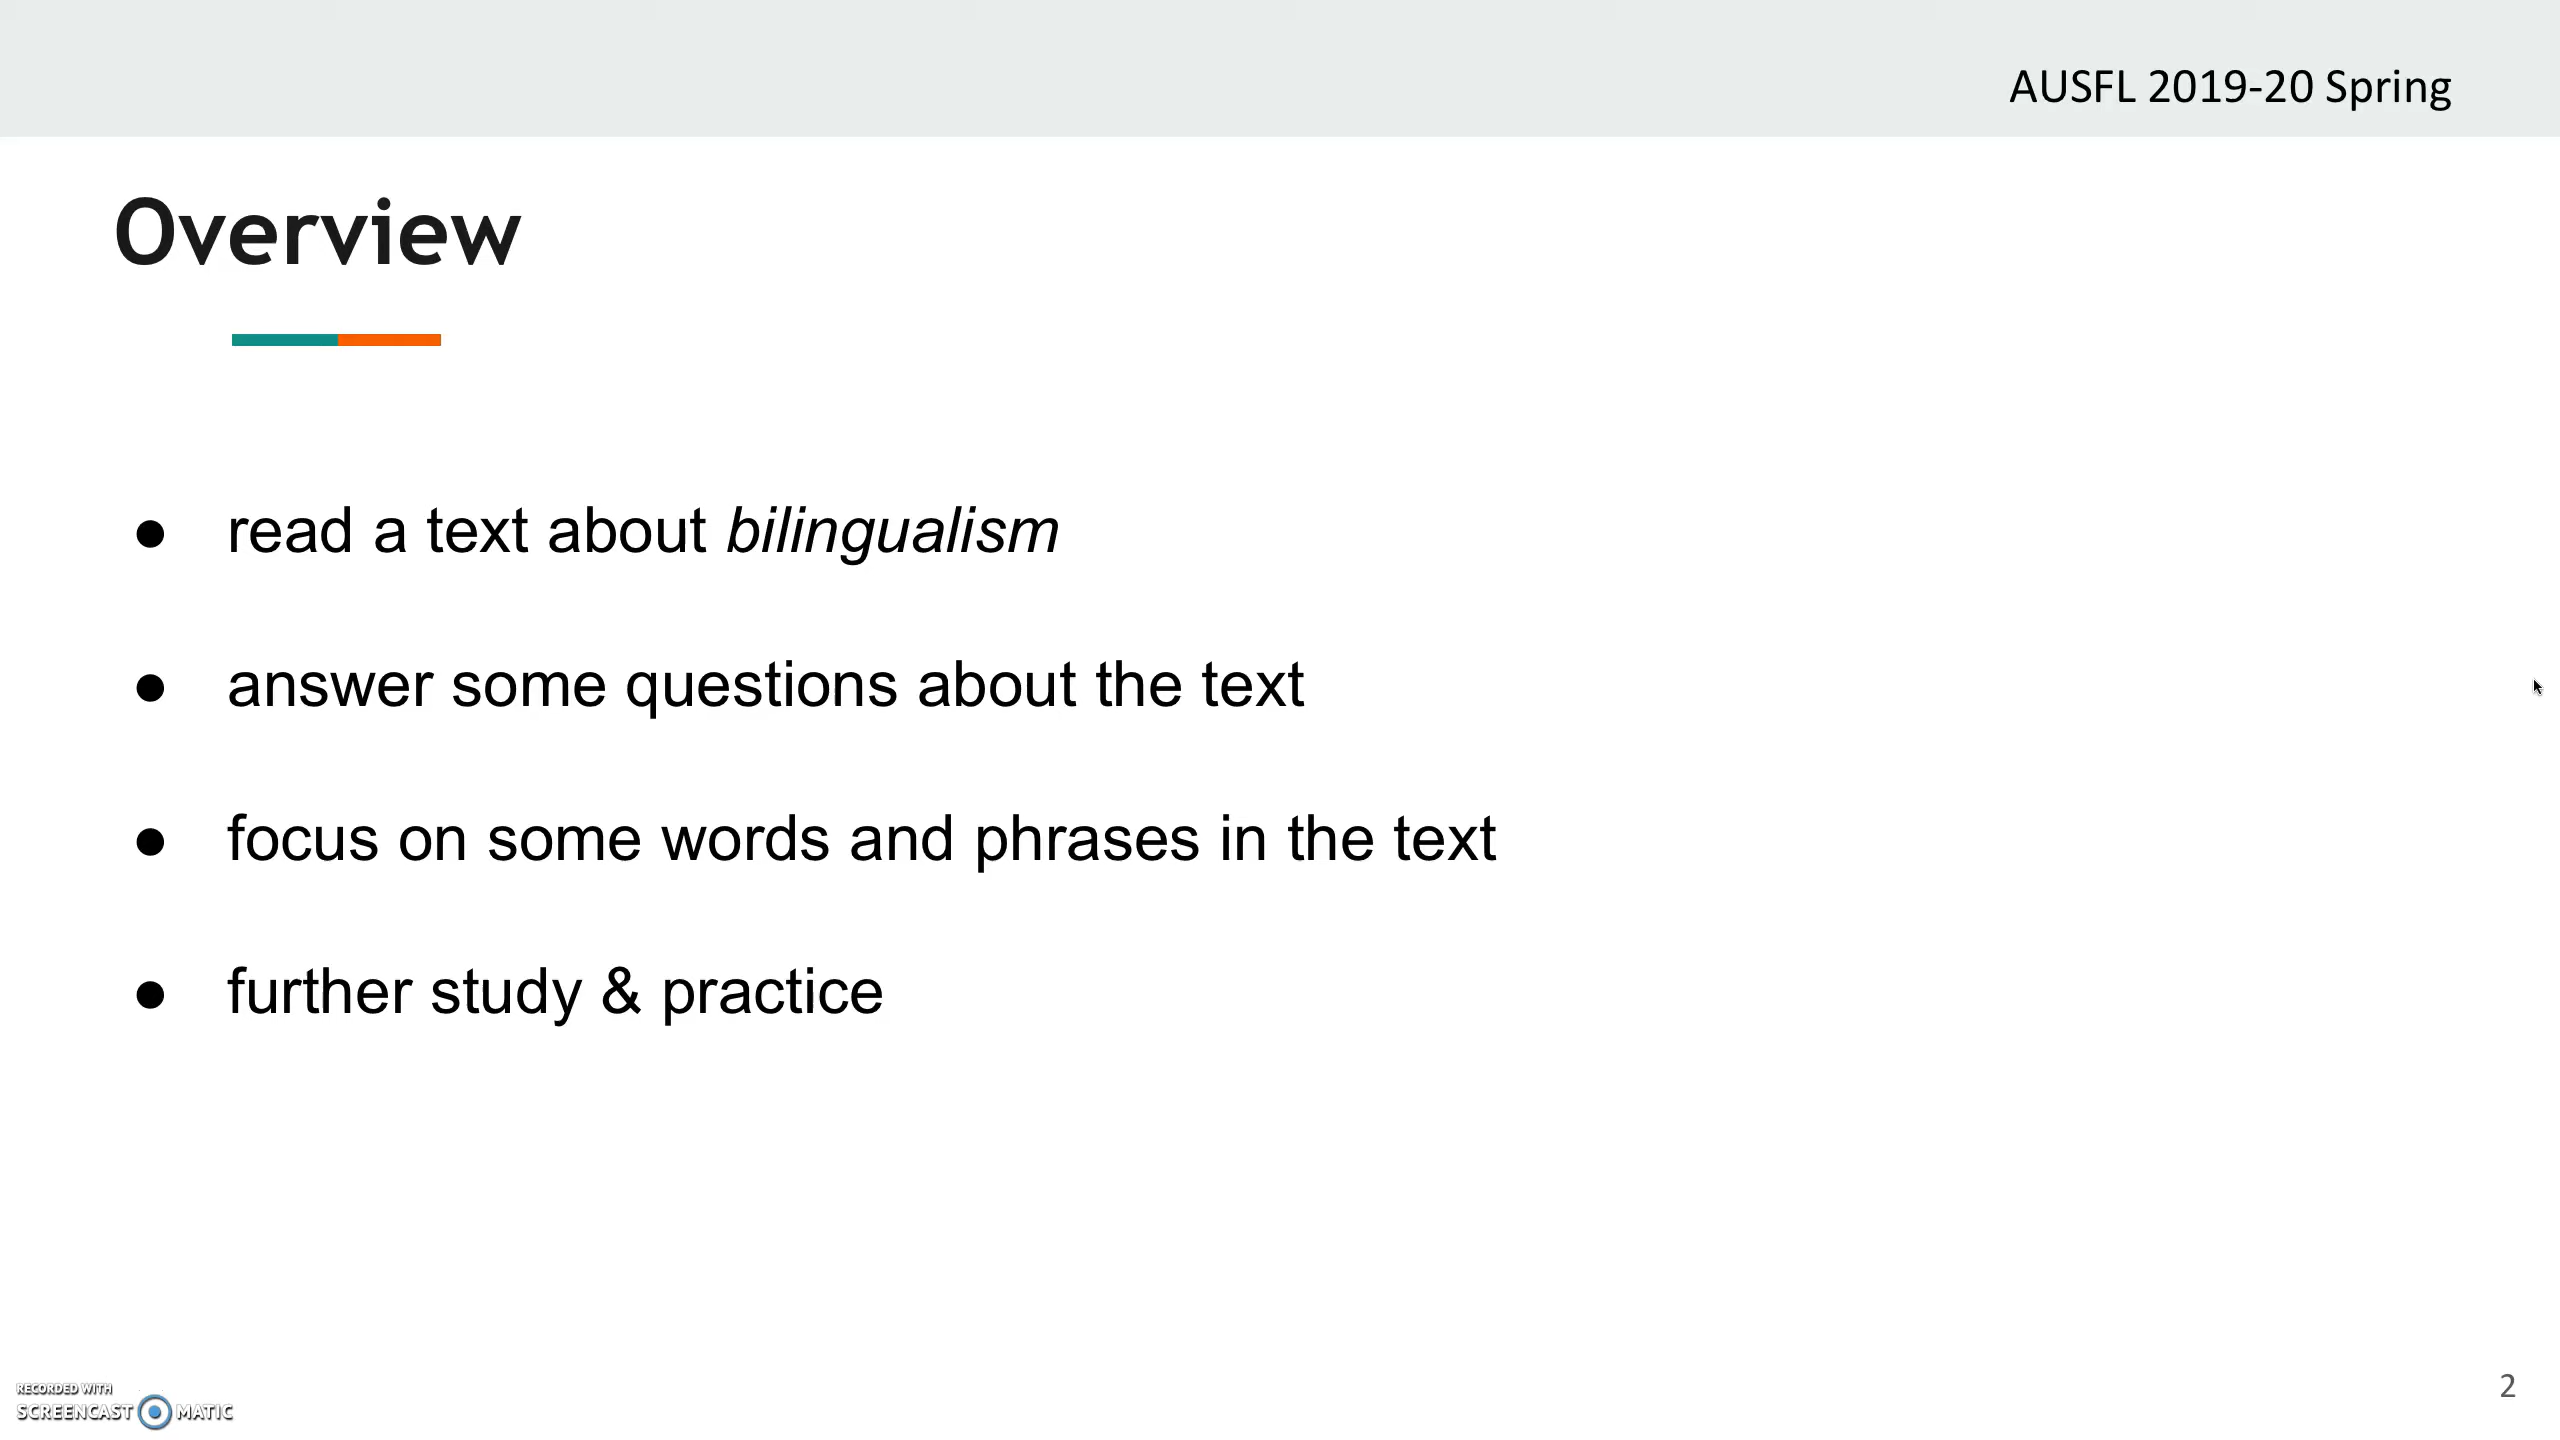 AUSFL 2019-20 Spring
Overview
● read a text about bilingualism
● answer some questions about the text
● focus on some words and phrases in the text
● further study & practice
RECORDED WITH
SCREENCAST MATIC
2